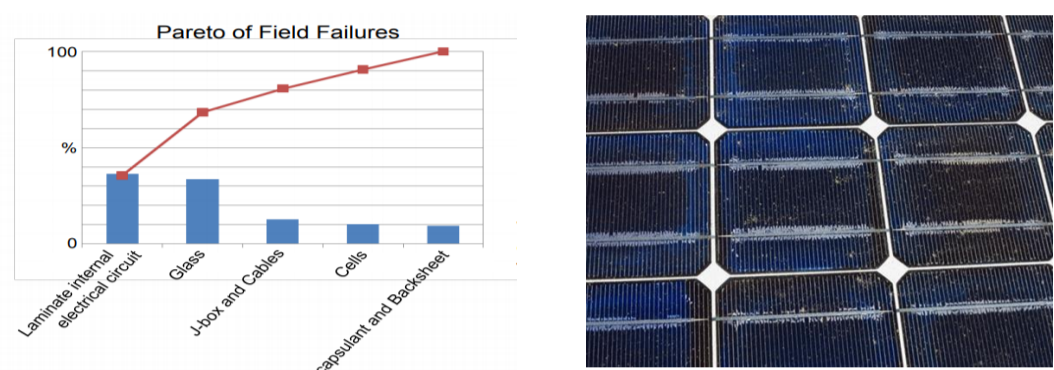 Pareto of Field Failures
100
%
0
Laminate internal
electrical circuit
Glass
J-box and Cables
Cells
capsulant and Backsheet